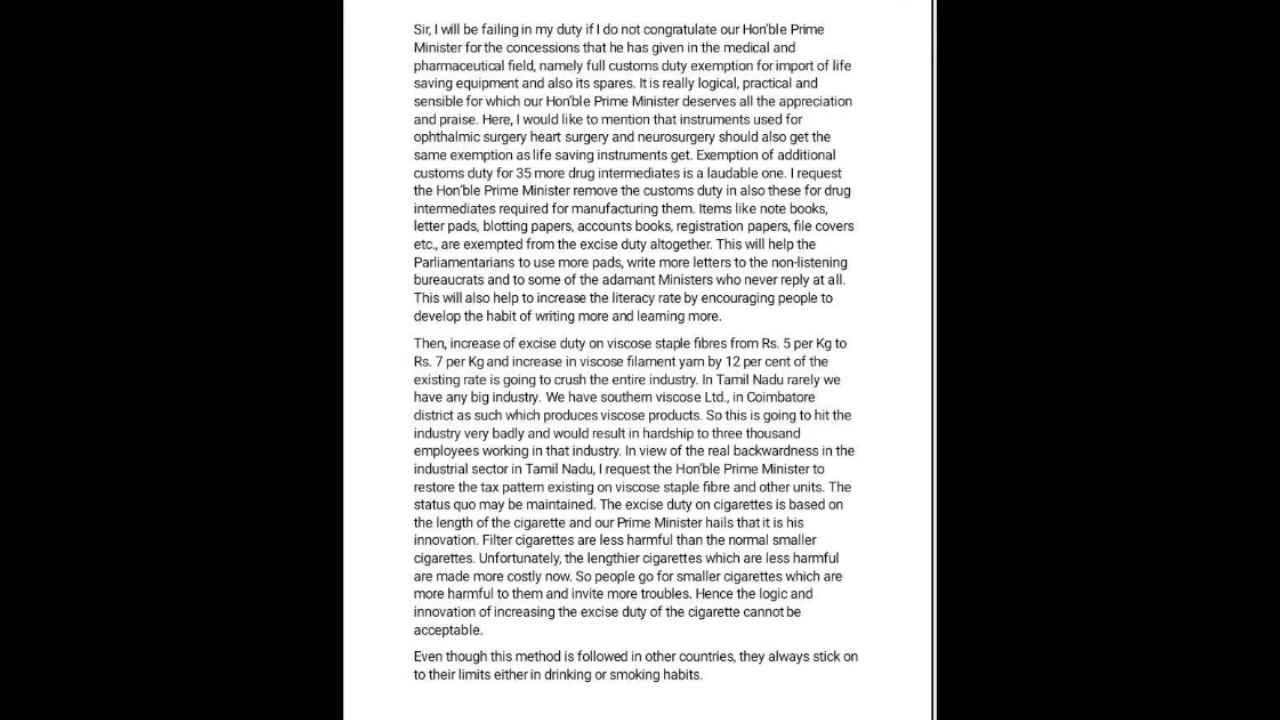 Sir, I will be failing in my duty if I do not congratulate our Hon'ble Prime
Minister for the concessions that he has given in the medical and
pharmaceutical field, namely full customs duty exemption for import of life
saving equipment and also its spares. It is really logical, practical and
sensible for which our Hon'ble Prime Minister deserves all the appreciation
and praise. Here, I would like to mention that instruments used for
ophthalmic surgery heart surgery and neurosurgery should also get the
same exemption as life saving instruments get. Exemption of additional
customs duty for 35 more drug intermediates is a laudable one. I request
the Hon'ble Prime Minister remove the customs duty in also these for drug
intermediates required for manufacturing them. Items like note books,
letter pads, blotting papers, accounts books, registration papers, file covers
etc., are exempted from the excise duty altogether. This will help the
Parliamentarians to use more pads, write more letters to the non-listening
bureaucrats and to some of the adamant Ministers who never reply at all.
This will also help to increase the literacy rate by encouraging people to
develop the habit of writing more and learning more.
Then, increase of excise duty on viscose staple fibres from Rs. 5 per Kg to
Rs. 7 per Kg and increase in viscose filament yarn by 12 per cent of the
existing rate is going to crush the entire industry. In Tamil Nadu rarely we
have any big industry. We have southern viscose Ltd., in Coimbatore
district as such which produces viscose products. So this is going to hit the
industry very badly and would result in hardship to three thousand
employees working in that industry. In view of the real backwardness in the
industrial sector in Tamil Nadu, I request the Hon'ble Prime Minister to
restore the tax pattern existing on viscose staple fibre and other units. The
status quo may be maintained. The excise duty on cigarettes is based on
the length of the cigarette and our Prime Minister hails that it is his
innovation. Filter cigarettes are less harmful than the normal smaller
cigarettes. Unfortunately, the lengthier cigarettes which are less harmful
are made more costly now. So people go for smaller cigarettes which are
more harmful to them and invite more troubles. Hence the logic and
innovation of increasing the excise duty of the cigarette cannot be
acceptable.
Even though this method is followed in other countries, they always stick on
to their limits either in drinking or smoking habits.